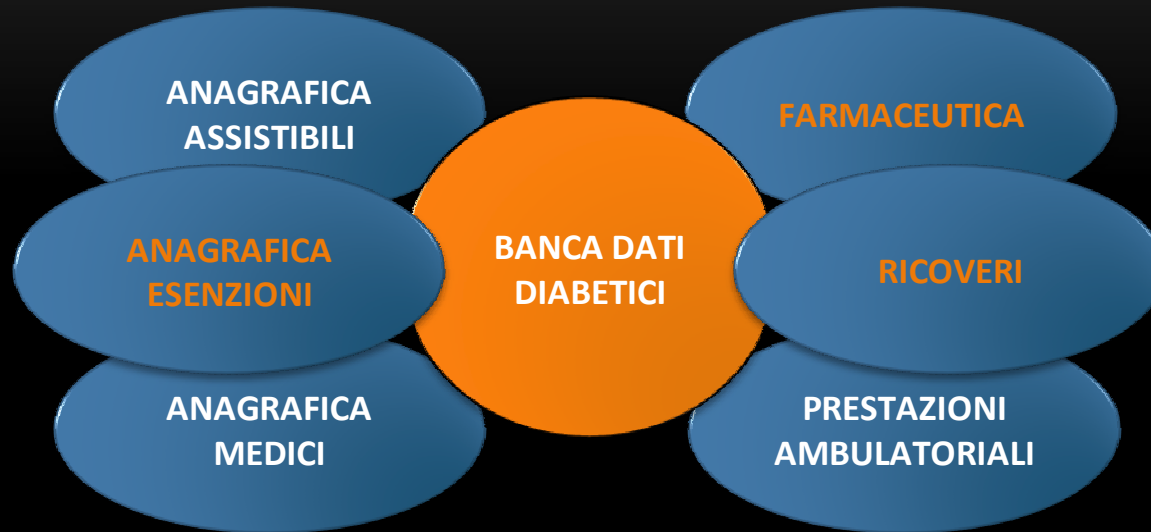 ANAGRAFICA
ASSISTIBILI
FARMACEUTICA
ANAGRAFICA
ESENZIONI
BANCA DATI
DIABETICI
RICOVERI
ANAGRAFICA
MEDICI
PRESTAZIONI
AMBULATORIALI